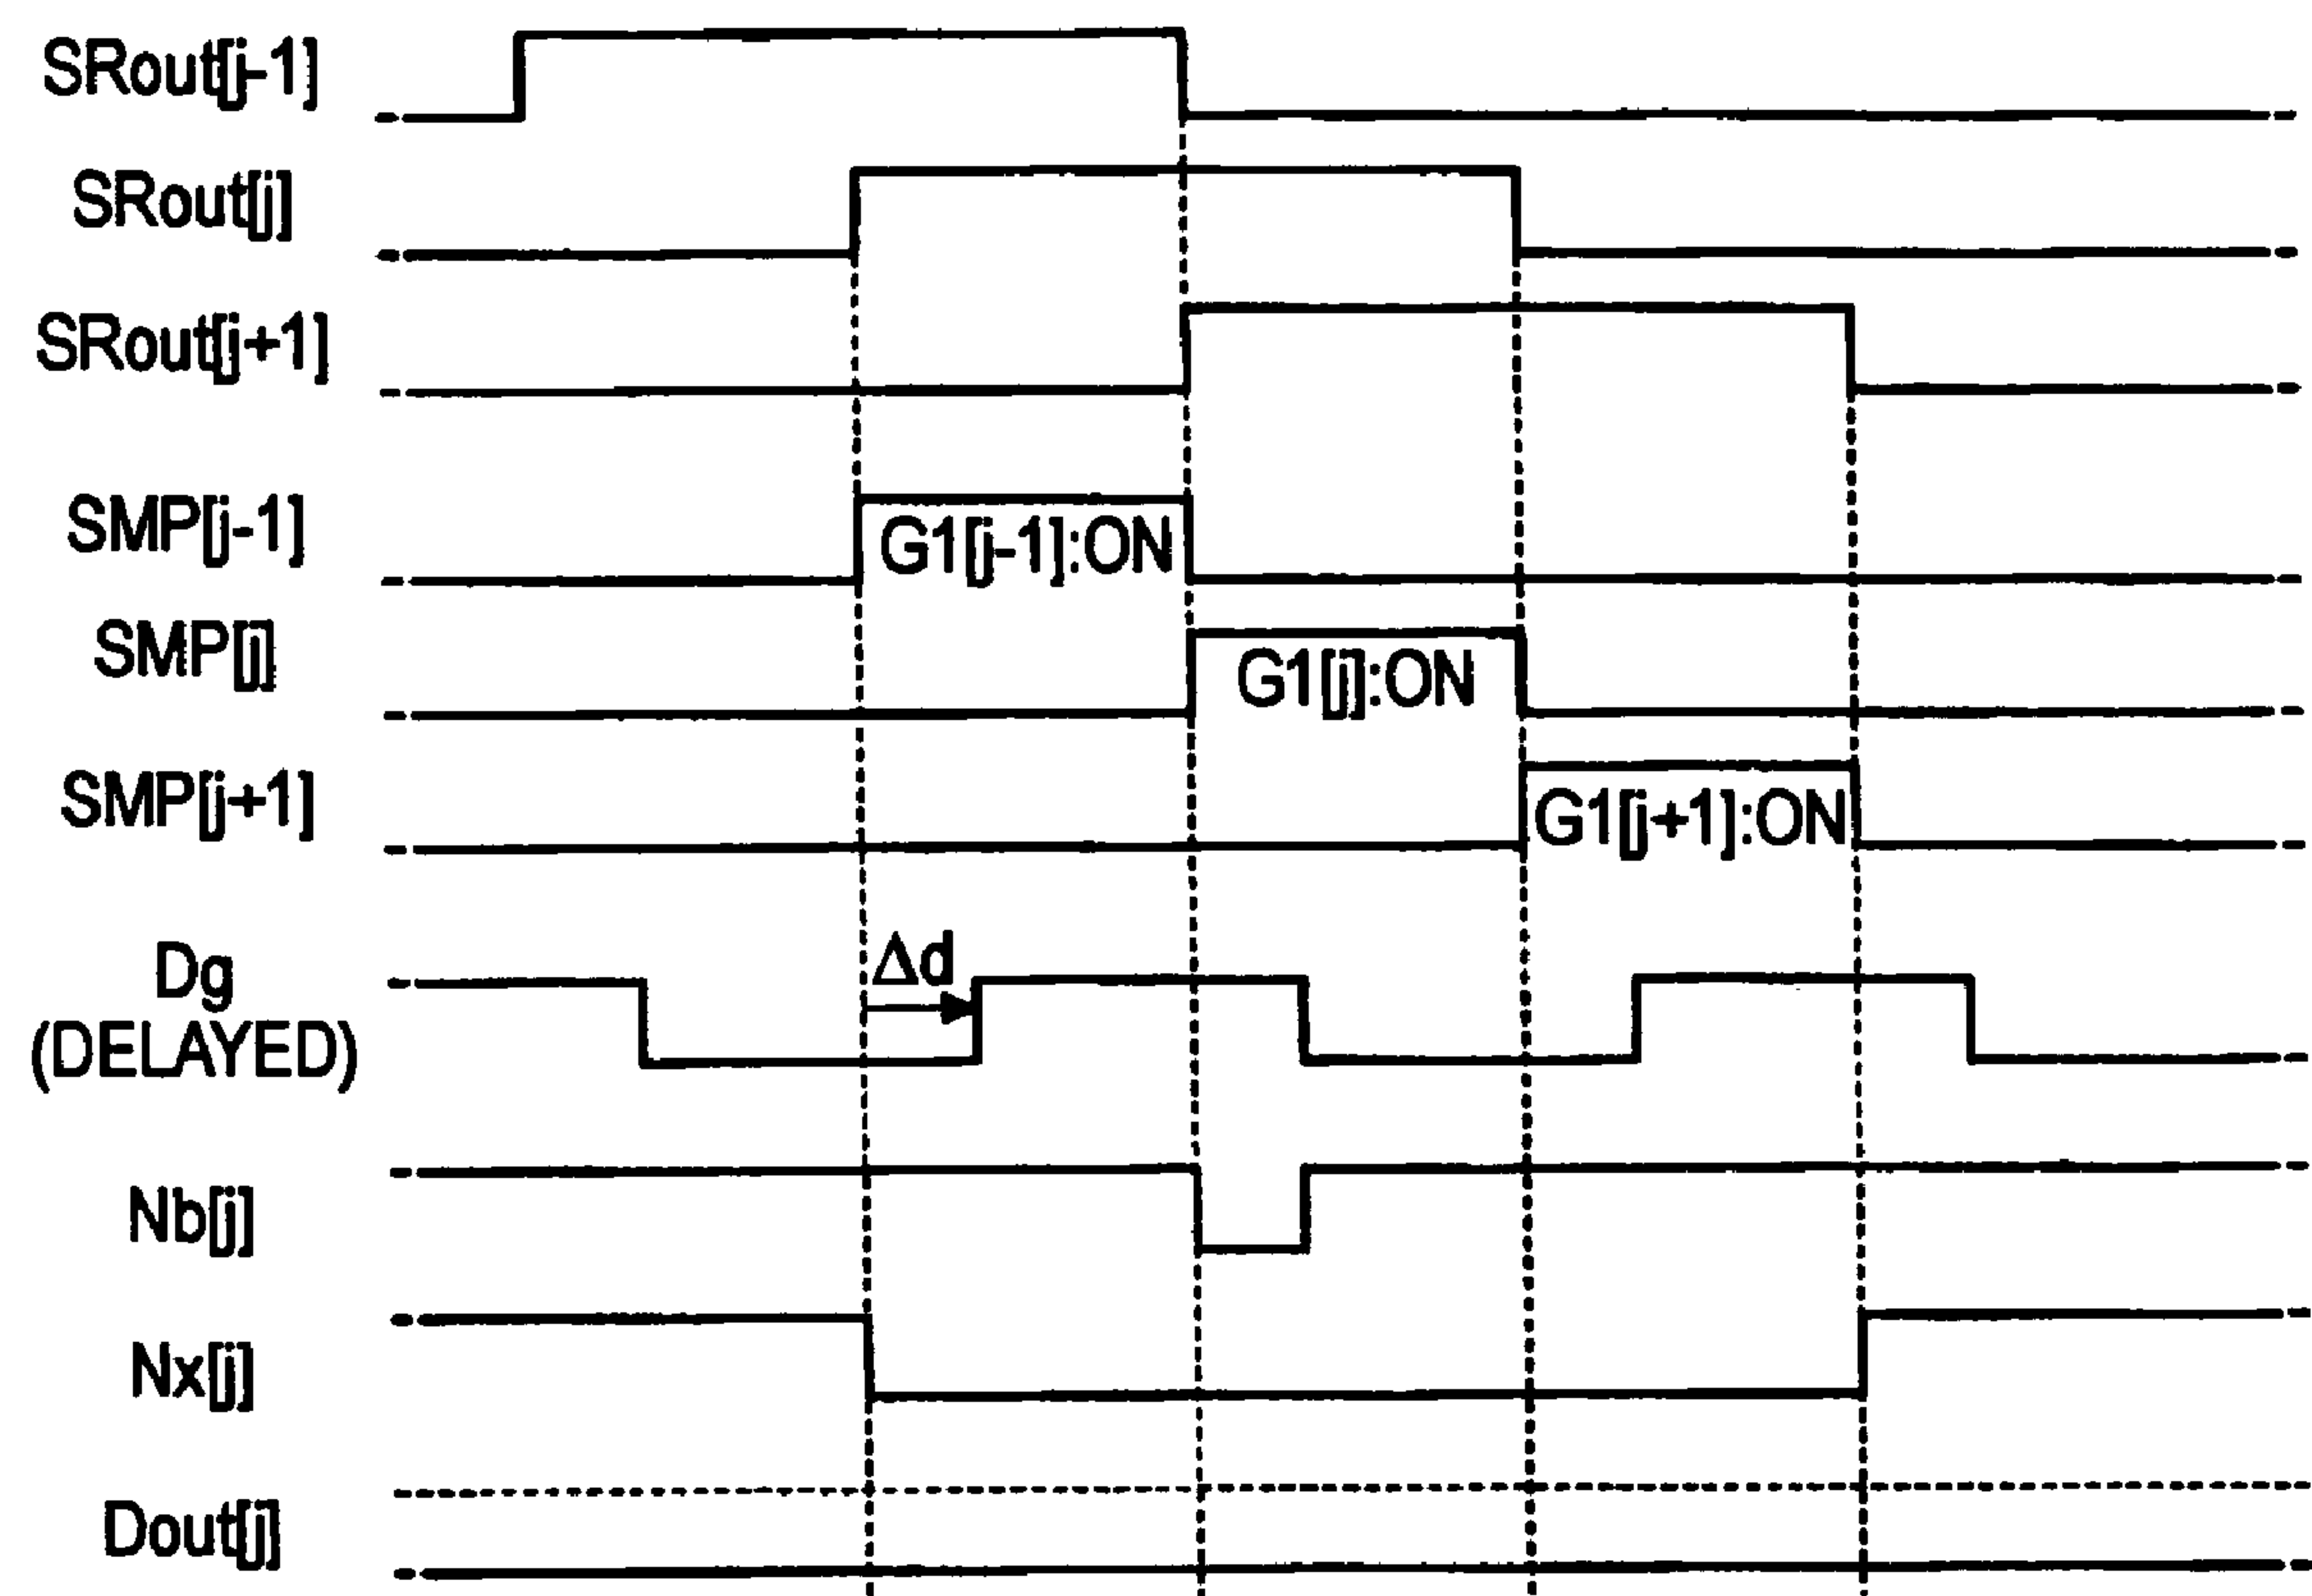 SRout[j-1]
SRout[j]
SRout[j+1]
SMP[j-1]
G1[j-1]:ON
SMP[j]
G1[j]:ON
SMP[j+1]
G1[j+1]:ON
Δd
Dg
(DELAYED)
Nb[j]
Nx[j]
Dout[j]